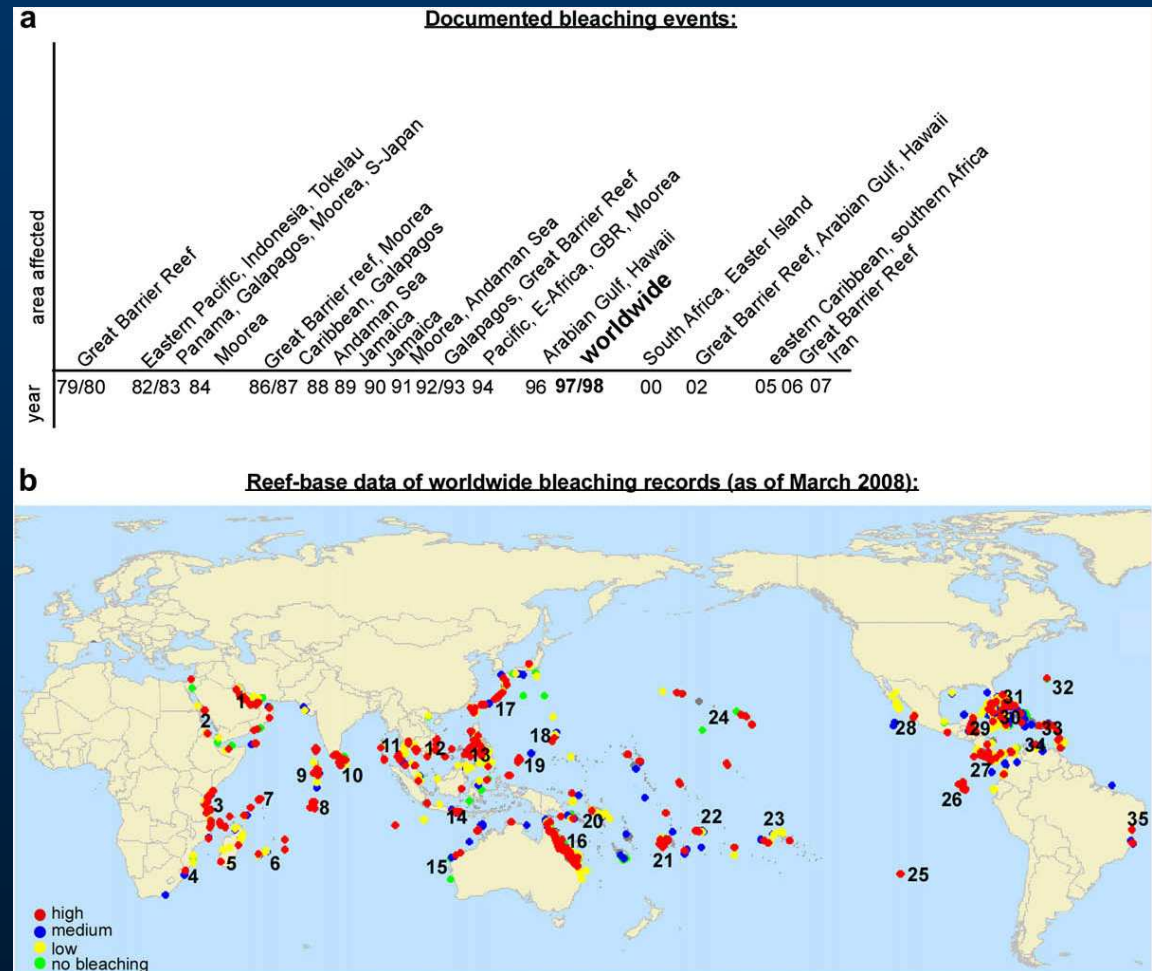 a
Documented bleaching events:
area affected
Great Barrier Reef
Eastern Pacific, Indonesia, Tokelau
Panama, Galapagos, Moorea, S-Japan
Moorea
Great Barrier reef, Moorea
Caribbean, Galapagos
Andaman Sea
Jamaica
Jamaica
Moorea, Andaman Sea
Galapagos, Great Barrier Reef
Pacific, E-Africa, GBR, Moorea
Arabian Gulf, Hawaii
worldwide
South Africa, Easter Island
Great Barrier Reef, Arabian Gulf, Hawaii
eastern Caribbean, southern Africa
Great Barrier Reef
Iran
year
79/80 82/83 84 86/87 88 89 90 91 92/93 94 96 97/98 00 02 05 06 07
b
Reef-base data of worldwide bleaching records (as of March 2008):
1
2
3
4
5
6
7
8
9
10
11
12
13
14
15
16
17
18
19
20
21
22
23
24
25
26
27
28
29
30
31
32
33
34
35
high
medium
low
no bleaching